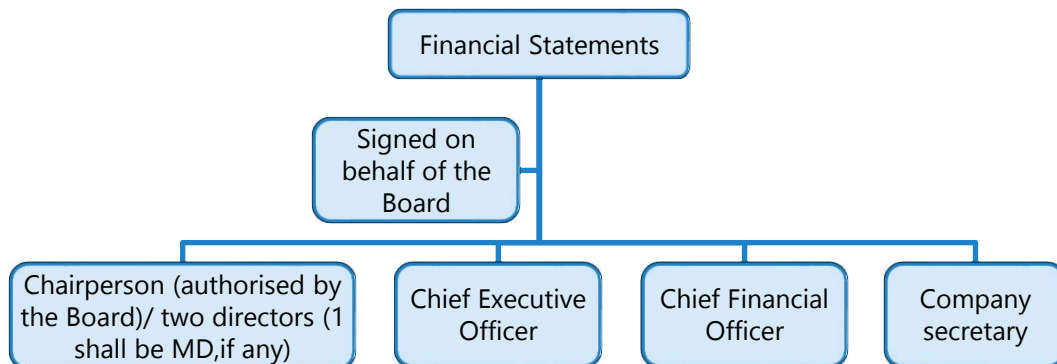 Financial Statements
Signed on
behalf of the
Board
Chairperson (authorised by
the Board)/ two directors (1
shall be MD,if any)
Chief Executive
Officer
Chief Financial
Officer
Company
secretary